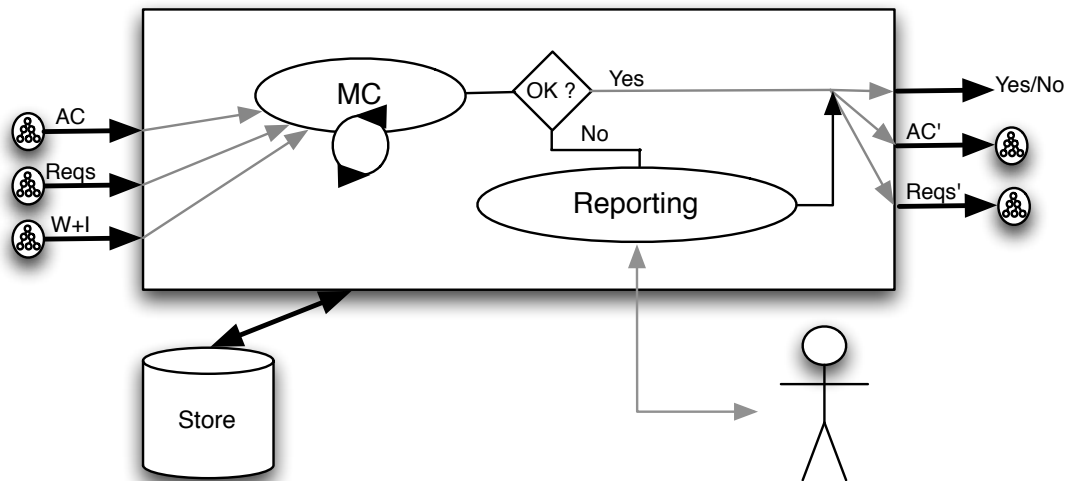 MC
OK ?
Yes
Yes/No
AC
AC'
No
Reqs
Reqs'
Reporting
W+I
Store